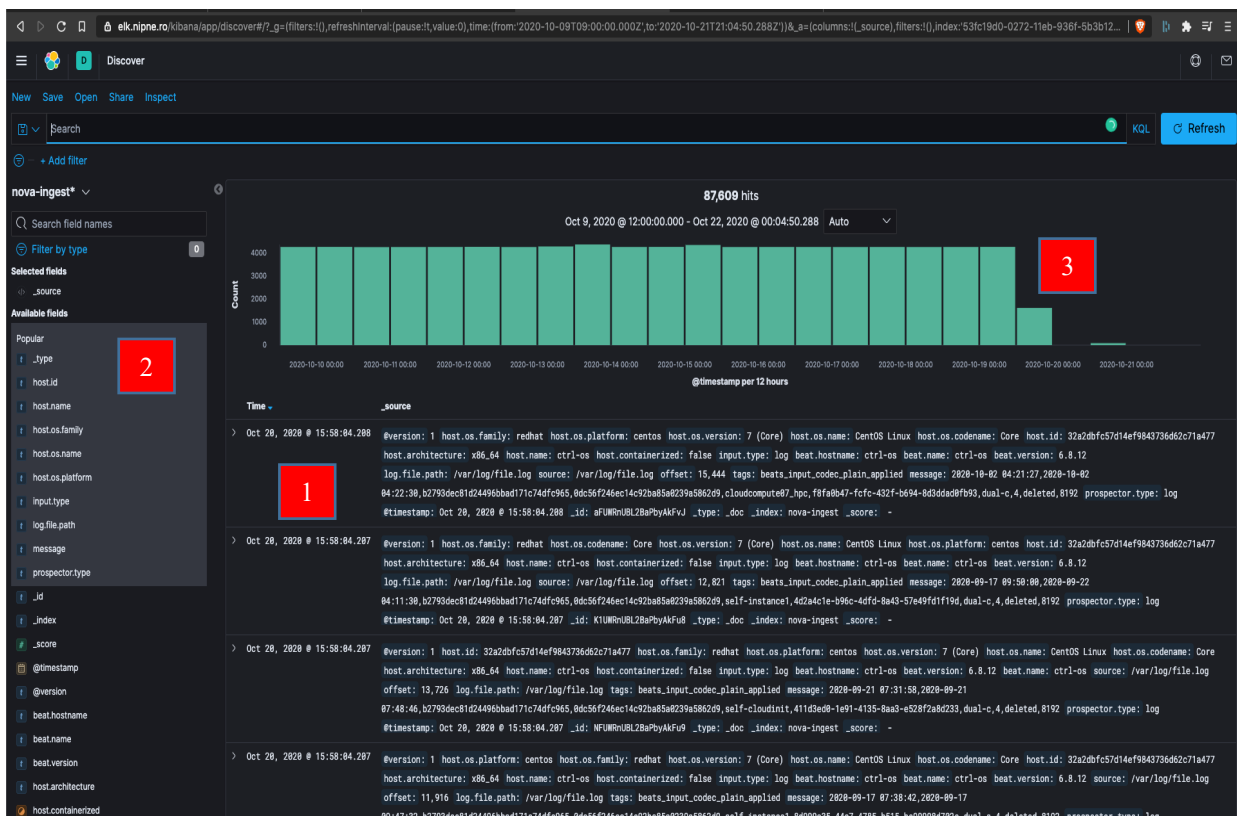 elk.nipne.ro/kibana/app/discover#/?_g=(filters:!(),refreshInterval:(pause:!t,value:0),time:(from:'2020-10-09T09:00:00.000Z',to:'2020-10-21T21:04:50.288Z'))&_a=(columns:!(_source),filters:!(),index:'53fc19d0-0272-11eb-936f-5b3b12...
D Discover
New Save Open Share Inspect
Search KQL Refresh
+ Add filter
nova-ingest*
Search field names
Filter by type 0
Selected fields
</> _source
Available fields
Popular
t _type
t host.id
2
t host.name
t host.os.family
t host.os.name
t host.os.platform
t input.type
t log.file.path
t message
t prospector.type
t _id
t _index
# _score
@timestamp
t @version
t beat.hostname
t beat.name
t beat.version
t host.architecture
host.containerized
87,609 hits
Oct 9, 2020 @ 12:00:00.000 - Oct 22, 2020 @ 00:04:50.288 Auto
Count
4000
3000
2000
1000
0
3
2020-10-10 00:00 2020-10-11 00:00 2020-10-12 00:00 2020-10-13 00:00 2020-10-14 00:00 2020-10-15 00:00 2020-10-16 00:00 2020-10-17 00:00 2020-10-18 00:00 2020-10-19 00:00 2020-10-20 00:00 2020-10-21 00:00
@timestamp per 12 hours
Time _source
1
Oct 20, 2020 @ 15:58:04.208 @version: 1 host.os.family: redhat host.os.platform: centos host.os.version: 7 (Core) host.os.name: CentOS Linux host.os.codename: Core host.id: 32a2dbfc57d14ef9843736d62c71a477
host.architecture: x86_64 host.name: ctrl-os host.containerized: false input.type: log beat.hostname: ctrl-os beat.name: ctrl-os beat.version: 6.8.12
log.file.path: /var/log/file.log source: /var/log/file.log offset: 15,444 tags: beats_input_codec_plain_applied message: 2020-10-02 04:21:27,2020-10-02
04:22:30,b2793dec81d24496bbad171c74dfc965,0dc56f246ec14c92ba85a0239a5862d9,cloudcompute07_hpc,f8fa0b47-fcfc-432f-b694-8d3ddad0fb93,dual-c,4,deleted,8192 prospector.type: log
@timestamp: Oct 20, 2020 @ 15:58:04.208 _id: aFUWRnUBL2BaPbyAkFvJ _type: _doc _index: nova-ingest _score: -
Oct 20, 2020 @ 15:58:04.207 @version: 1 host.os.family: redhat host.os.codename: Core host.os.version: 7 (Core) host.os.name: CentOS Linux host.os.platform: centos host.id: 32a2dbfc57d14ef9843736d62c71a477
host.architecture: x86_64 host.name: ctrl-os host.containerized: false input.type: log beat.hostname: ctrl-os beat.name: ctrl-os beat.version: 6.8.12
log.file.path: /var/log/file.log source: /var/log/file.log offset: 12,821 tags: beats_input_codec_plain_applied message: 2020-09-17 09:50:00,2020-09-22
04:11:30,b2793dec81d24496bbad171c74dfc965,0dc56f246ec14c92ba85a0239a5862d9,self-instance1,4d2a4c1e-b96c-4dfd-8a43-57e49fd1f19d,dual-c,4,deleted,8192 prospector.type: log
@timestamp: Oct 20, 2020 @ 15:58:04.207 _id: K1UWRnUBL2BaPbyAkFu8 _type: _doc _index: nova-ingest _score: -
Oct 20, 2020 @ 15:58:04.207 @version: 1 host.id: 32a2dbfc57d14ef9843736d62c71a477 host.os.family: redhat host.os.platform: centos host.os.version: 7 (Core) host.os.name: CentOS Linux host.os.codename: Core
host.architecture: x86_64 host.name: ctrl-os host.containerized: false input.type: log beat.hostname: ctrl-os beat.version: 6.8.12 beat.name: ctrl-os source: /var/log/file.log
offset: 13,726 log.file.path: /var/log/file.log tags: beats_input_codec_plain_applied message: 2020-09-21 07:31:58,2020-09-21
07:48:46,b2793dec81d24496bbad171c74dfc965,0dc56f246ec14c92ba85a0239a5862d9,self-cloudinit,411d3ed0-1e91-4135-8aa3-e528f2a8d233,dual-c,4,deleted,8192 prospector.type: log
@timestamp: Oct 20, 2020 @ 15:58:04.207 _id: NFUWRnUBL2BaPbyAkFu9 _type: _doc _index: nova-ingest _score: -
Oct 20, 2020 @ 15:58:04.207 @version: 1 host.os.platform: centos host.os.family: redhat host.os.version: 7 (Core) host.os.name: CentOS Linux host.os.codename: Core host.id: 32a2dbfc57d14ef9843736d62c71a477
host.architecture: x86_64 host.name: ctrl-os host.containerized: false input.type: log beat.hostname: ctrl-os beat.name: ctrl-os beat.version: 6.8.12 source: /var/log/file.log
offset: 11,916 log.file.path: /var/log/file.log tags: beats_input_codec_plain_applied message: 2020-09-17 07:38:42,2020-09-17